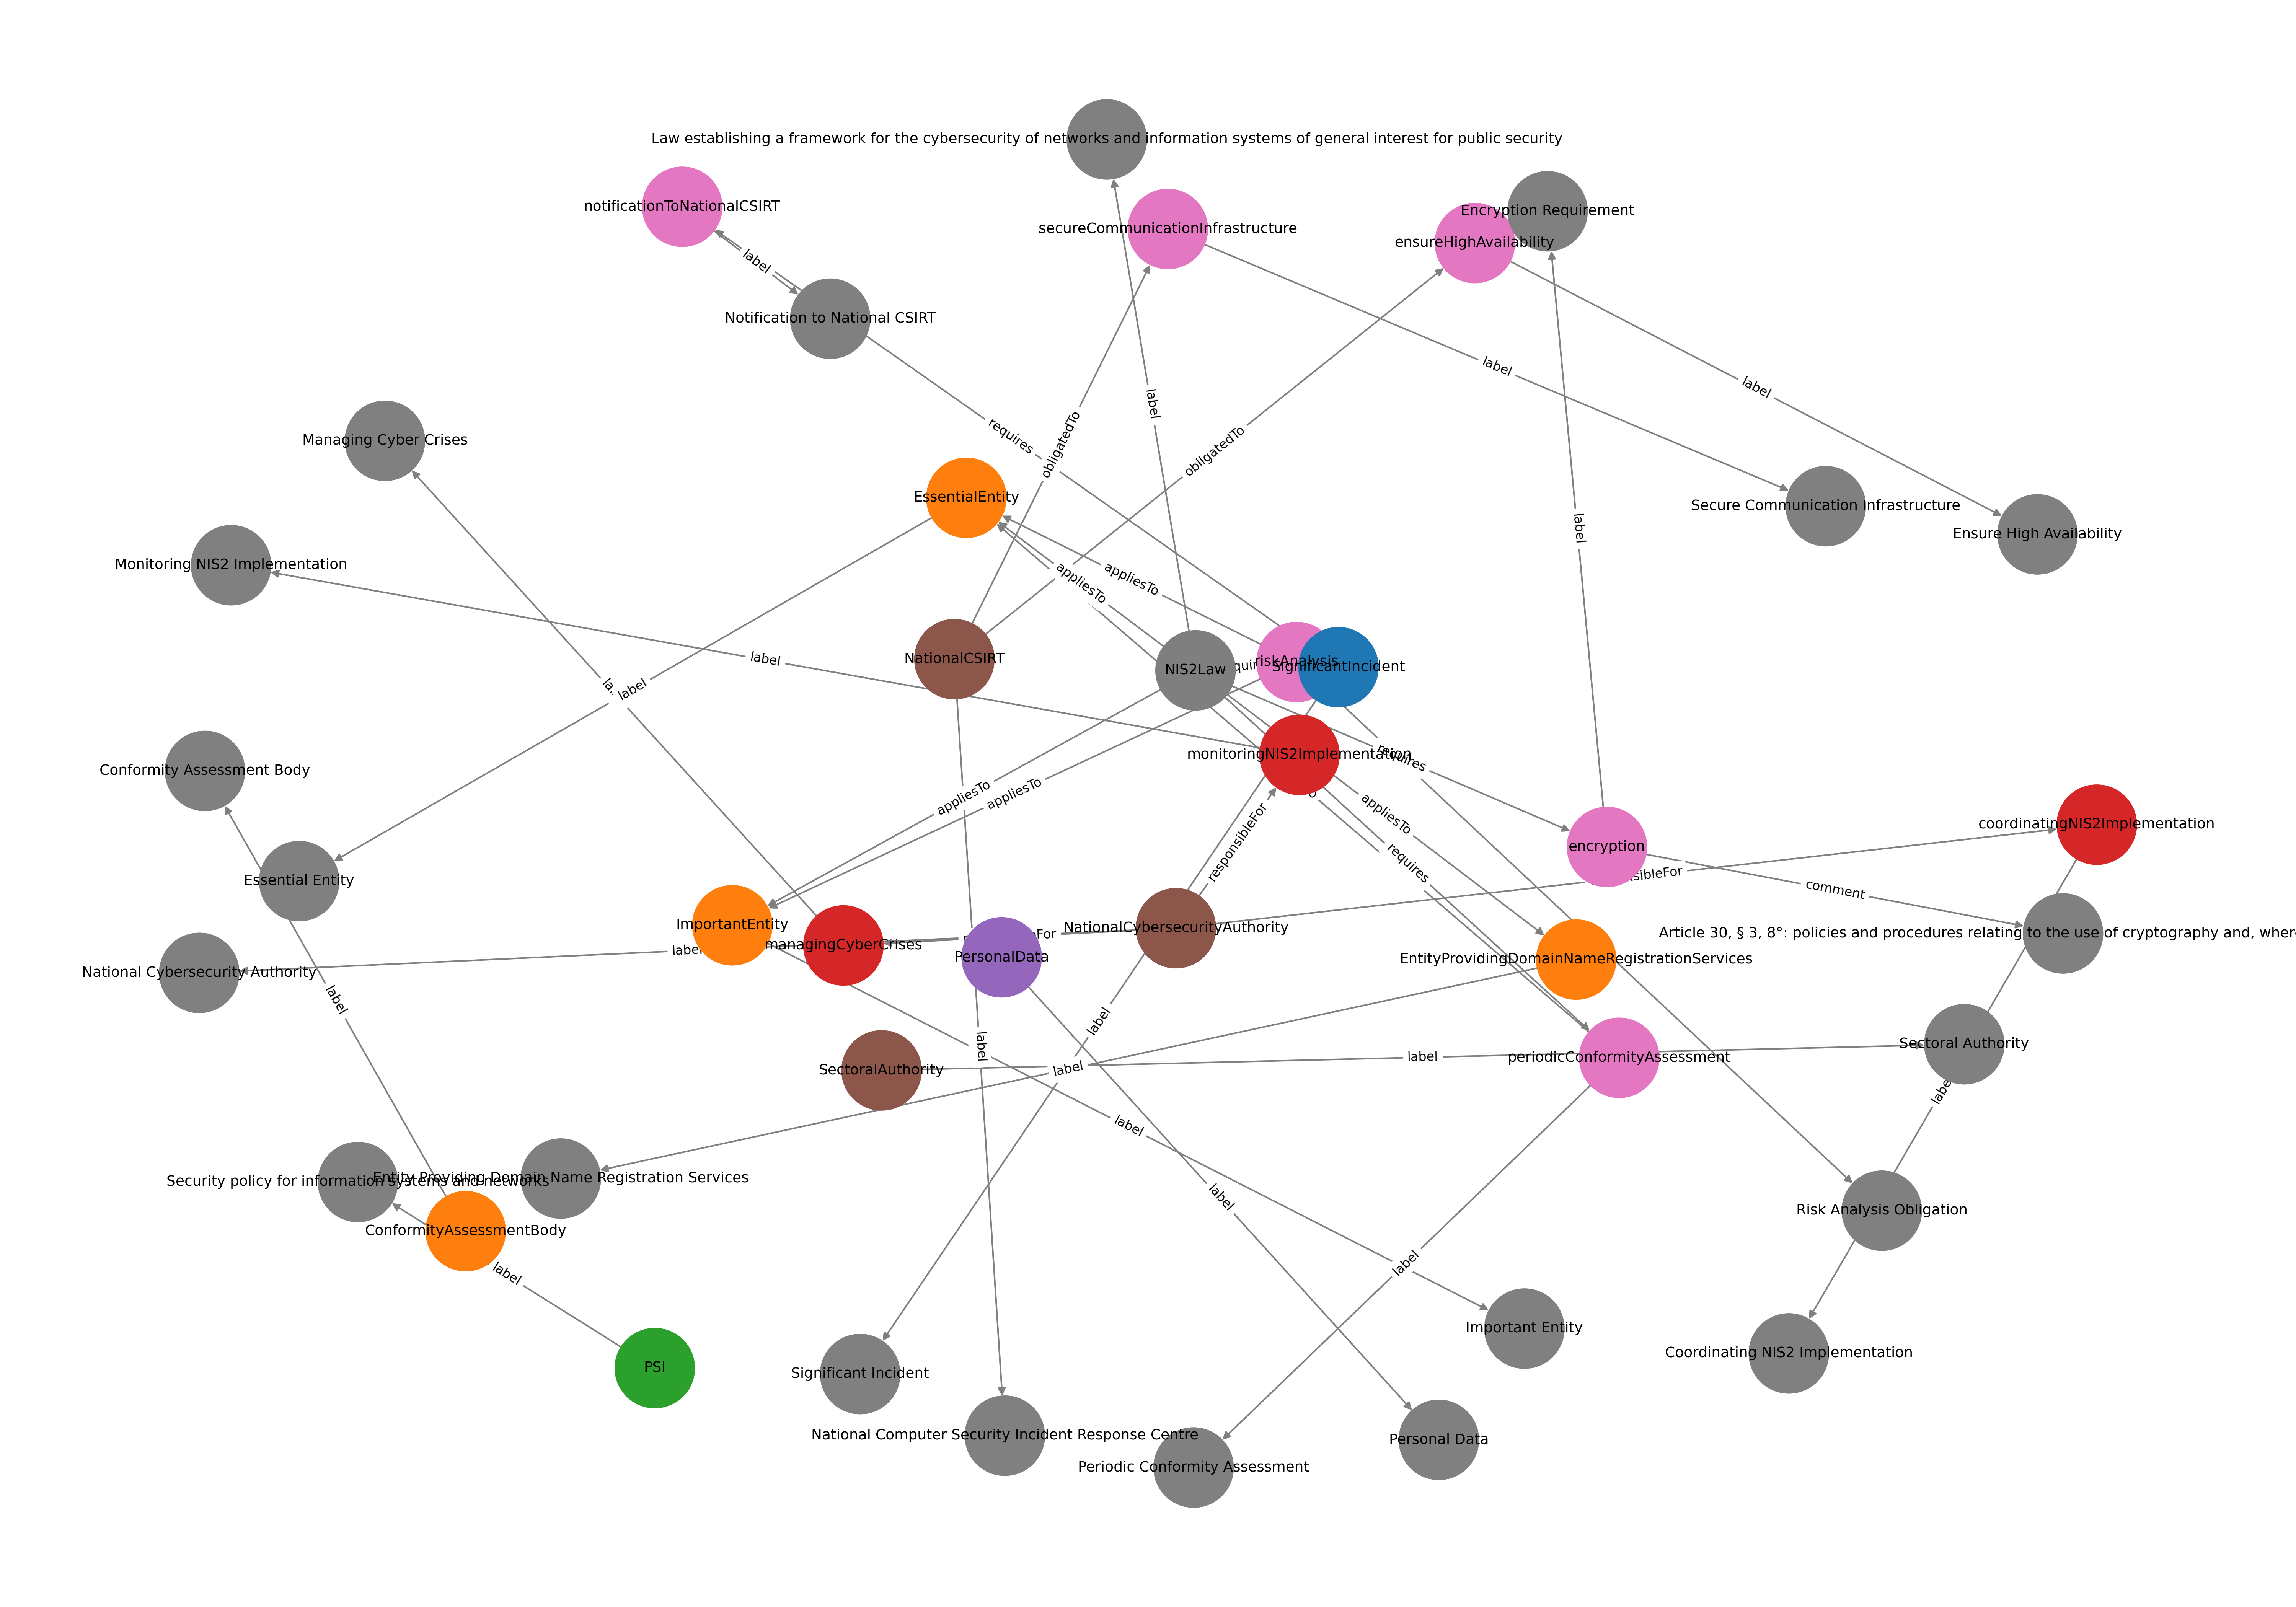 Law establishing a framework for the cybersecurity of networks and information systems of general interest for public security
notificationToNationalCSIRT
Encryption Requirement
secureCommunicationInfrastructure
ensureHighAvailability
label
Notification to National CSIRT
label
label
label
requires
obligatedTo
Managing Cyber Crises
obligatedTo
EssentialEntity
Secure Communication Infrastructure
label
Ensure High Availability
Monitoring NIS2 Implementation
appliesTo
appliesTo
NationalCSIRT
label
riskAnalysis
SignificantIncident
NIS2Law
label
monitoringNIS2Implementation
requires
Conformity Assessment Body
appliesTo
appliesTo
appliesTo
responsibleFor
coordinatingNIS2Implementation
encryption
requires
Essential Entity
comment
ImportantEntity
NationalCybersecurityAuthority
Article 30, § 3, 8°: policies and procedures relating to the use of cryptography and,
managingCyberCrises
label
PersonalData
EntityProvidingDomainNameRegistrationServices
National Cybersecurity Authority
label
label
label
Sectoral Authority
label
periodicConformityAssessment
SectoralAuthority
label
label
label
Security policy for information systems and networks
Entity Providing Domain Name Registration Services
label
Risk Analysis Obligation
ConformityAssessmentBody
label
label
Important Entity
Coordinating NIS2 Implementation
PSI
Significant Incident
National Computer Security Incident Response Centre
Personal Data
Periodic Conformity Assessment